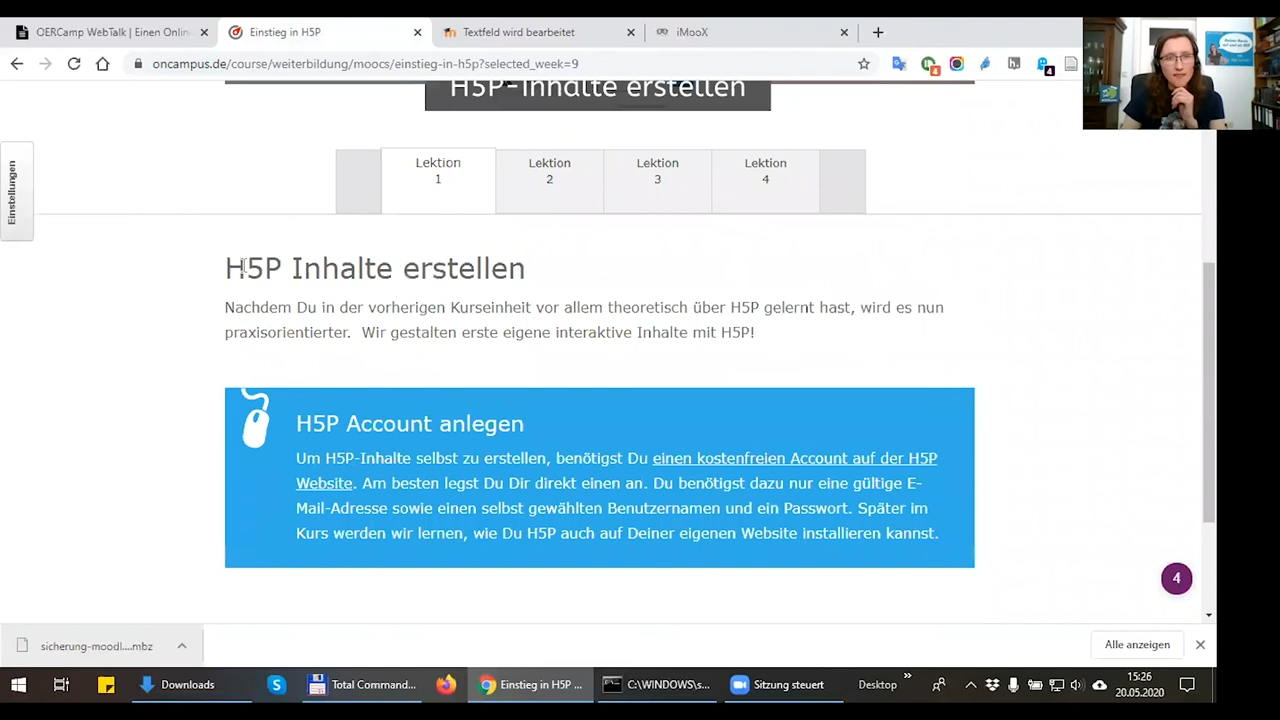 OERCamp WebTalk | Einen Onlin
Einstieg in H5P
Textfeld wird bearbeitet
iMooX
oncampus.de/course/weiterbildung/moocs/einstieg-in-h5p?selected_week=9
4
4
H5P-Inhalte erstellen
Einstellungen
Lektion
1
Lektion
2
Lektion
3
Lektion
4
H5P Inhalte erstellen
Nachdem Du in der vorherigen Kurseinheit vor allem theoretisch über H5P gelernt hast, wird es nun
praxisorientierter. Wir gestalten erste eigene interaktive Inhalte mit H5P!
H5P Account anlegen
Um H5P-Inhalte selbst zu erstellen, benötigst Du einen kostenfreien Account auf der H5P
Website. Am besten legst Du Dir direkt einen an. Du benötigst dazu nur eine gültige E-
Mail-Adresse sowie einen selbst gewählten Benutzernamen und ein Passwort. Später im
Kurs werden wir lernen, wie Du H5P auch auf Deiner eigenen Website installieren kannst.
4
sicherung-moodl....mbz
Alle anzeigen
Downloads
Total Command...
Einstieg in H5P ...
C:\WINDOWS\s...
Sitzung steuert
Desktop
15:26
20.05.2020